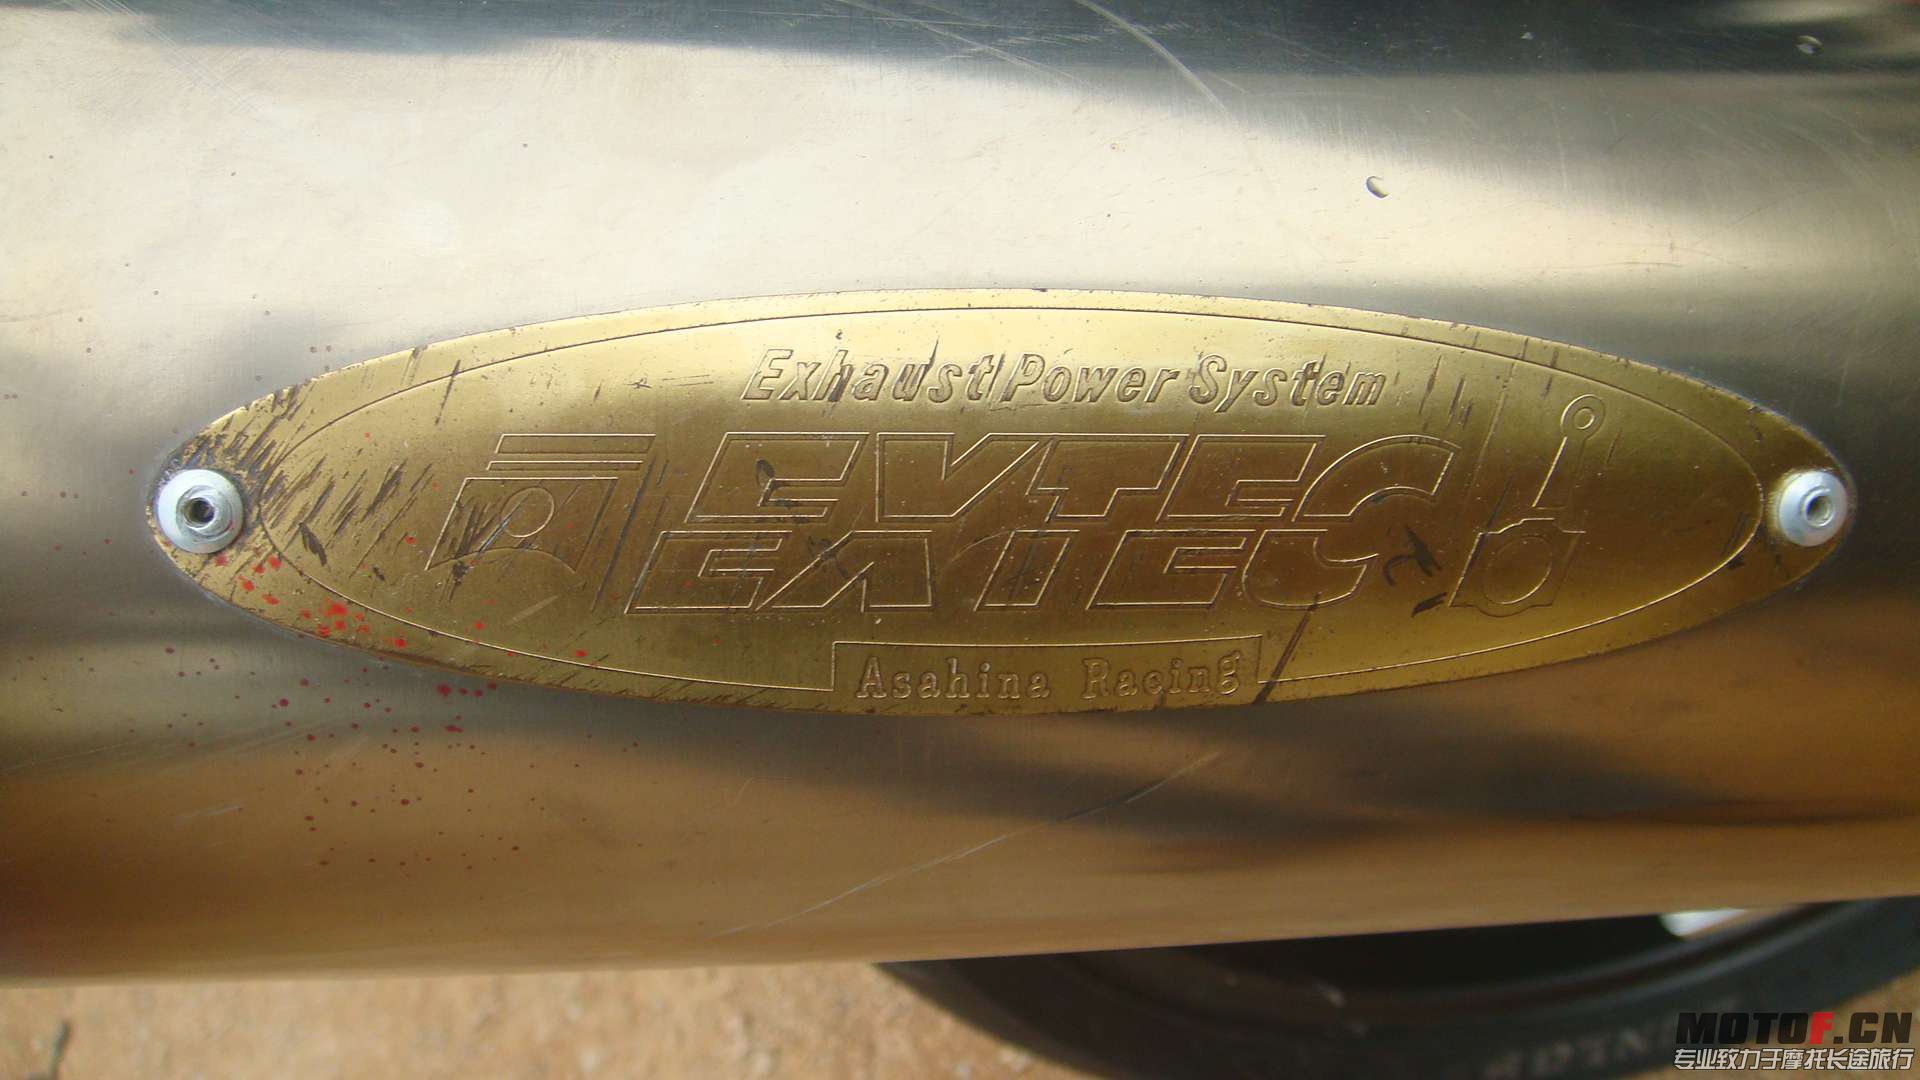 Exhaust Power System
EXTEC
Asahina Racing
MOTOF.CN
专业致力于摩托长途旅行